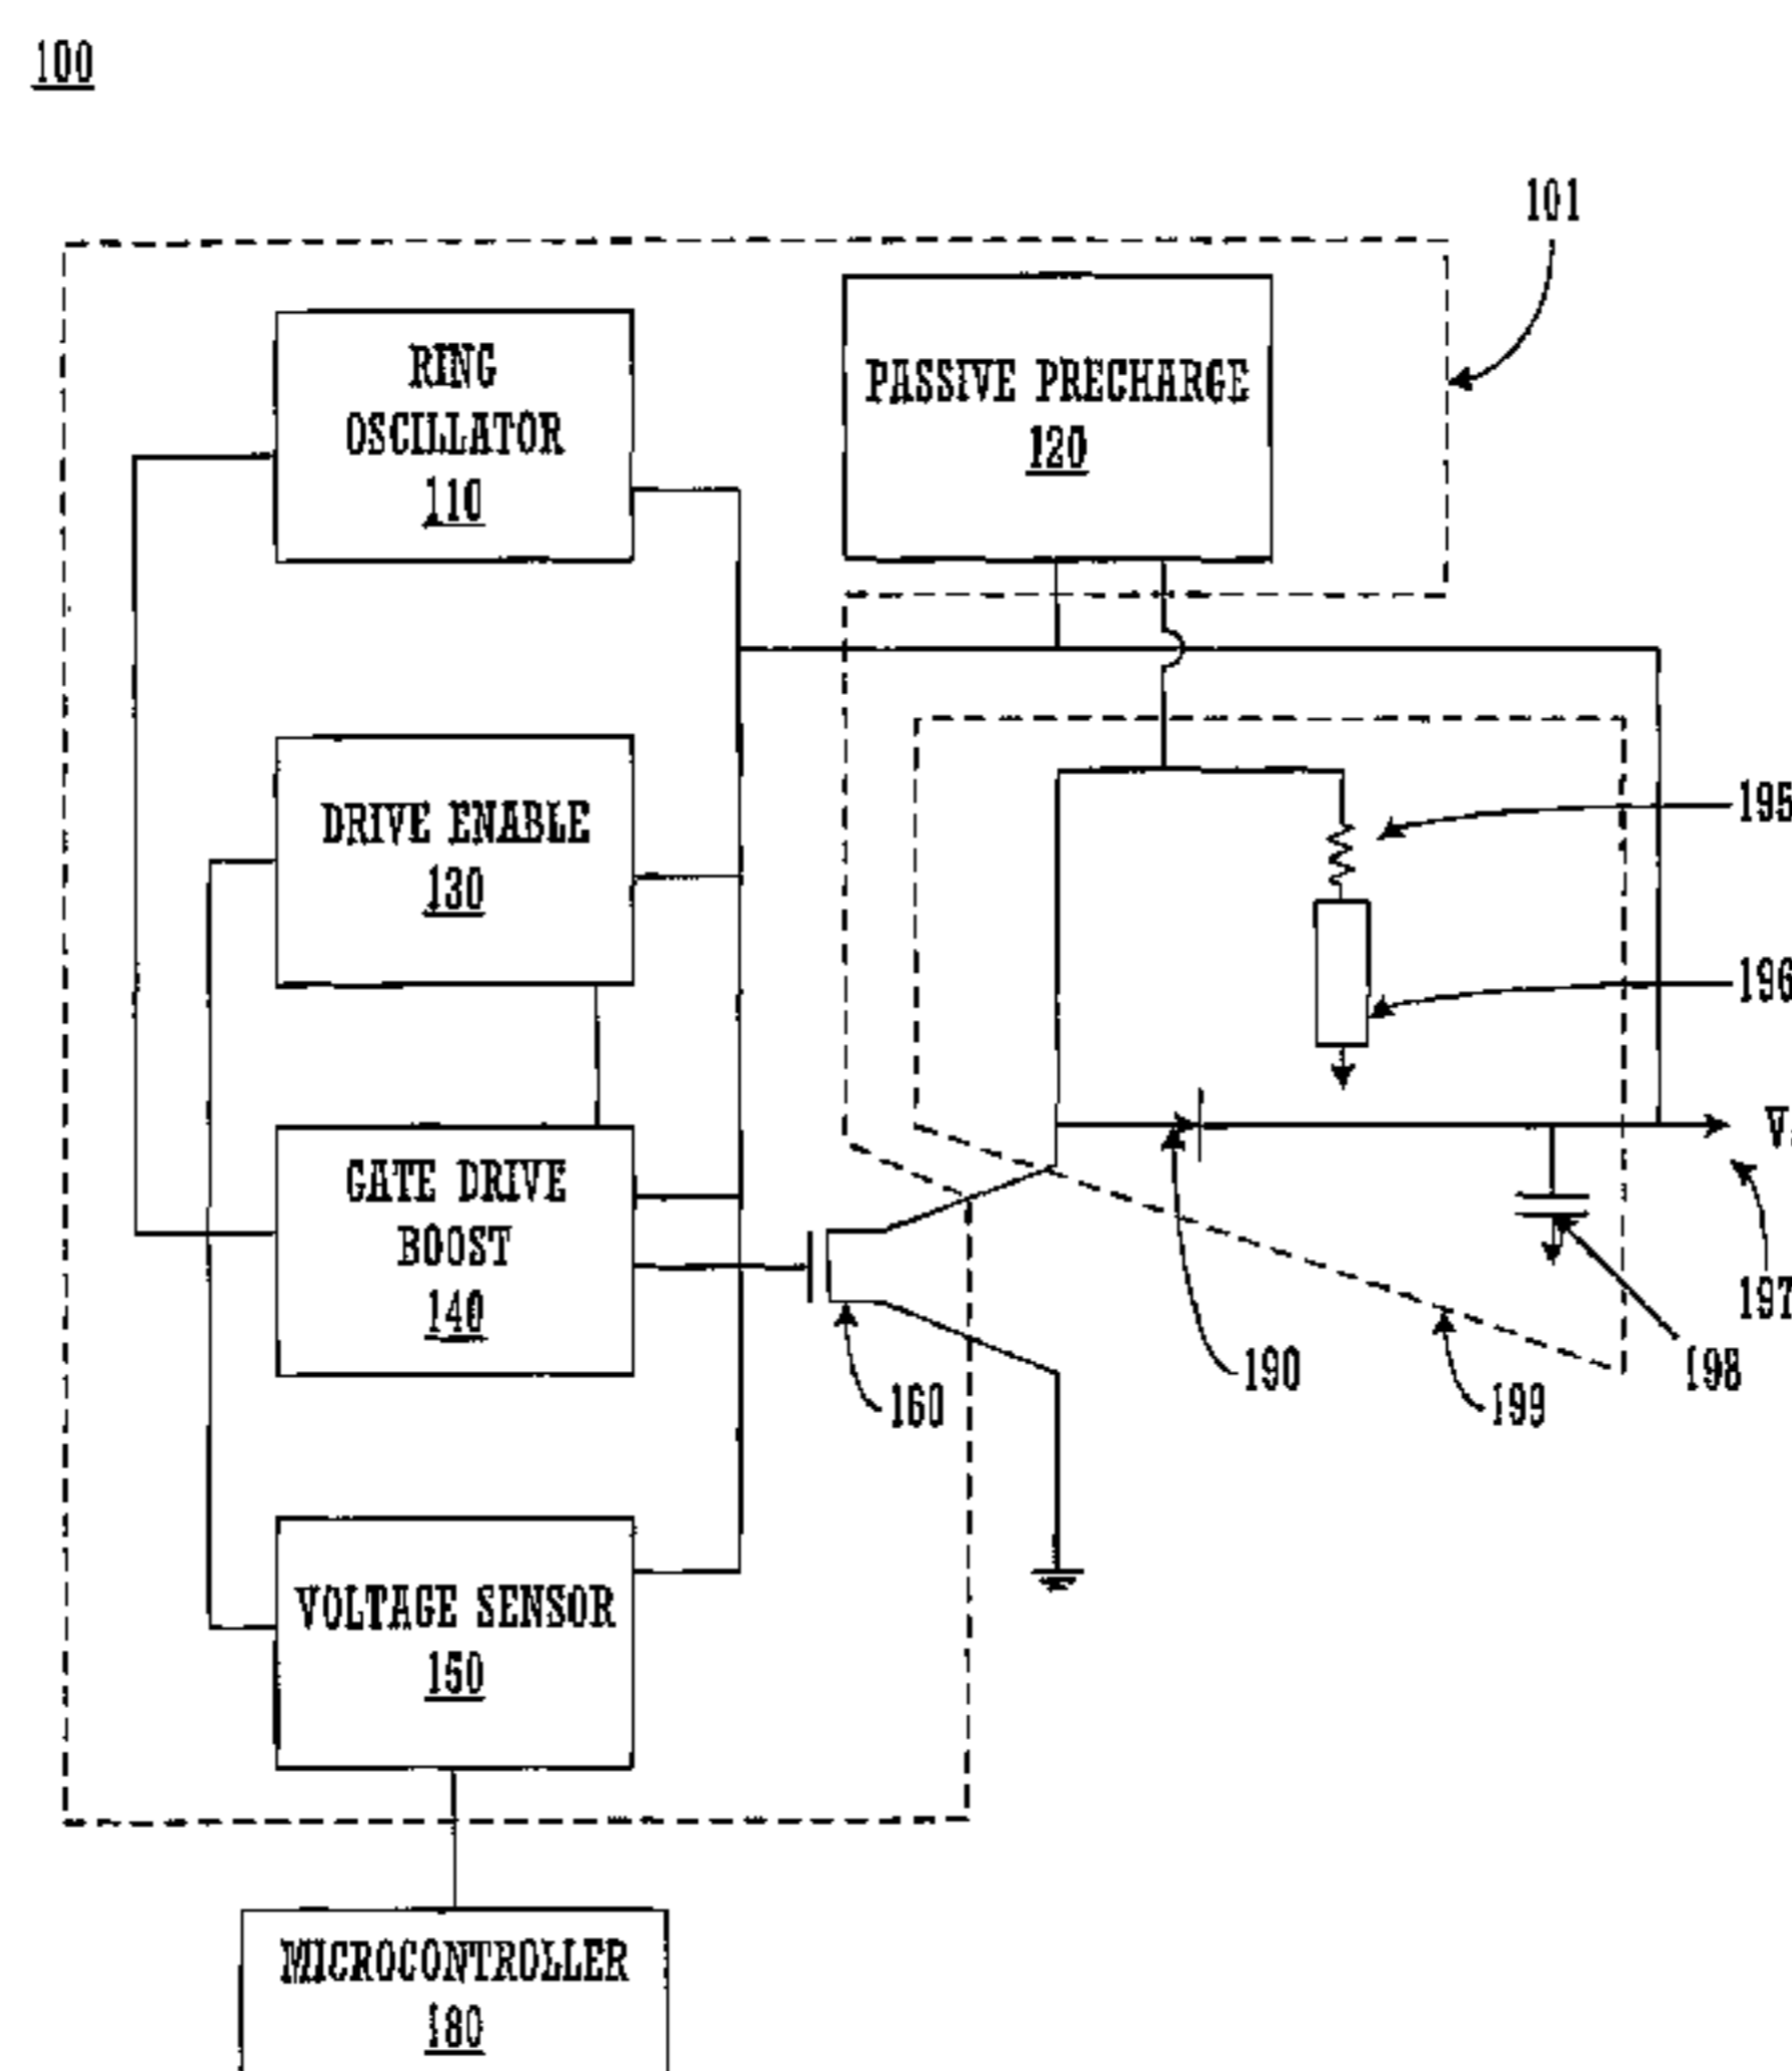 100
101
RING
OSCILLATOR
110
PASSIVE PRECHARGE
120
DRIVE ENABLE
130
195
196
GATE DRIVE
BOOST
140
160
190
199
197
198
VOLTAGE SENSOR
150
MICROCONTROLLER
180